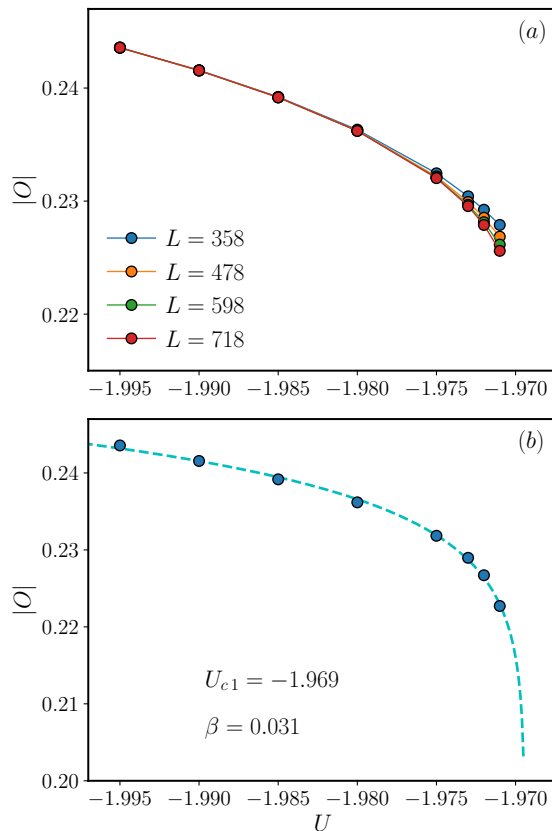 (a)
|O|
0.24
0.23
0.22
L = 358
L = 478
L = 598
L = 718
−1.995 −1.990 −1.985 −1.980 −1.975 −1.970
(b)
|O|
0.24
0.23
0.22
0.21
0.20
U_{c1} = −1.969
β = 0.031
−1.995 −1.990 −1.985 −1.980 −1.975 −1.970
U